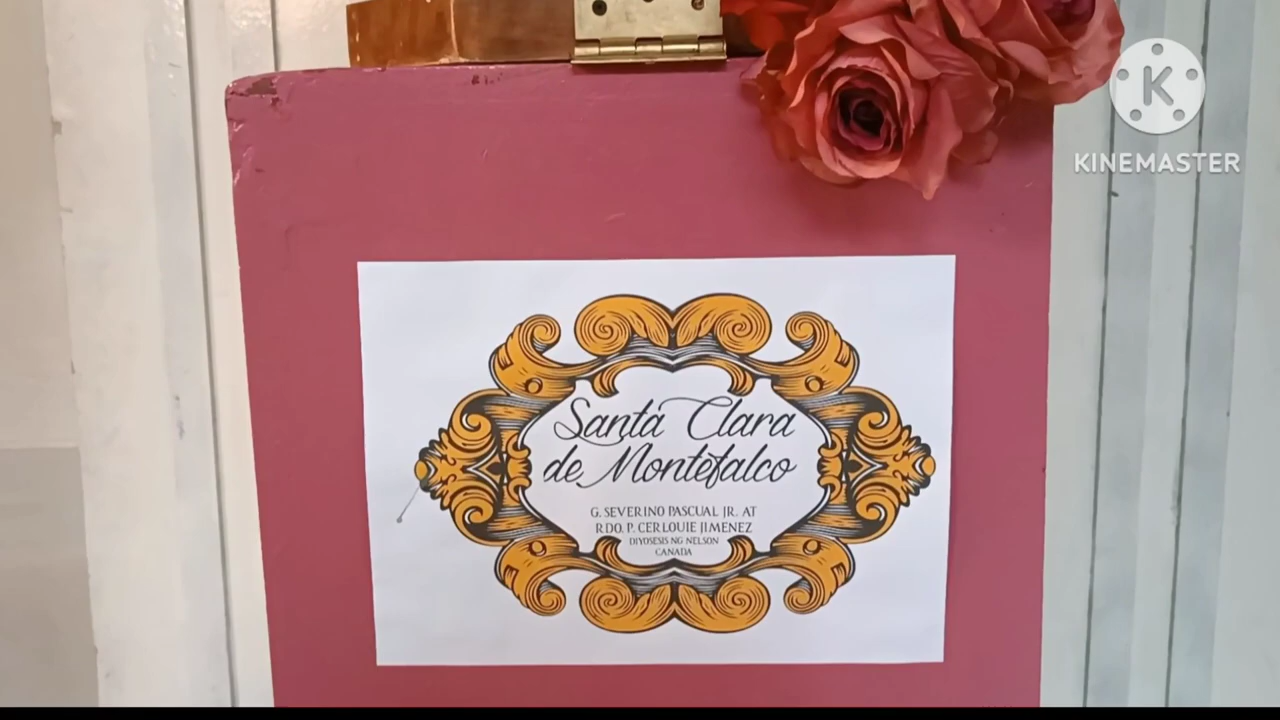 K
KINEMASTER
Santa Clara
de Montefalco
G. SEVERINO PASCUAL JR. AT
RDO. P. CERLOUIE JIMENEZ
DIYOSESIS NG NELSON
CANADA